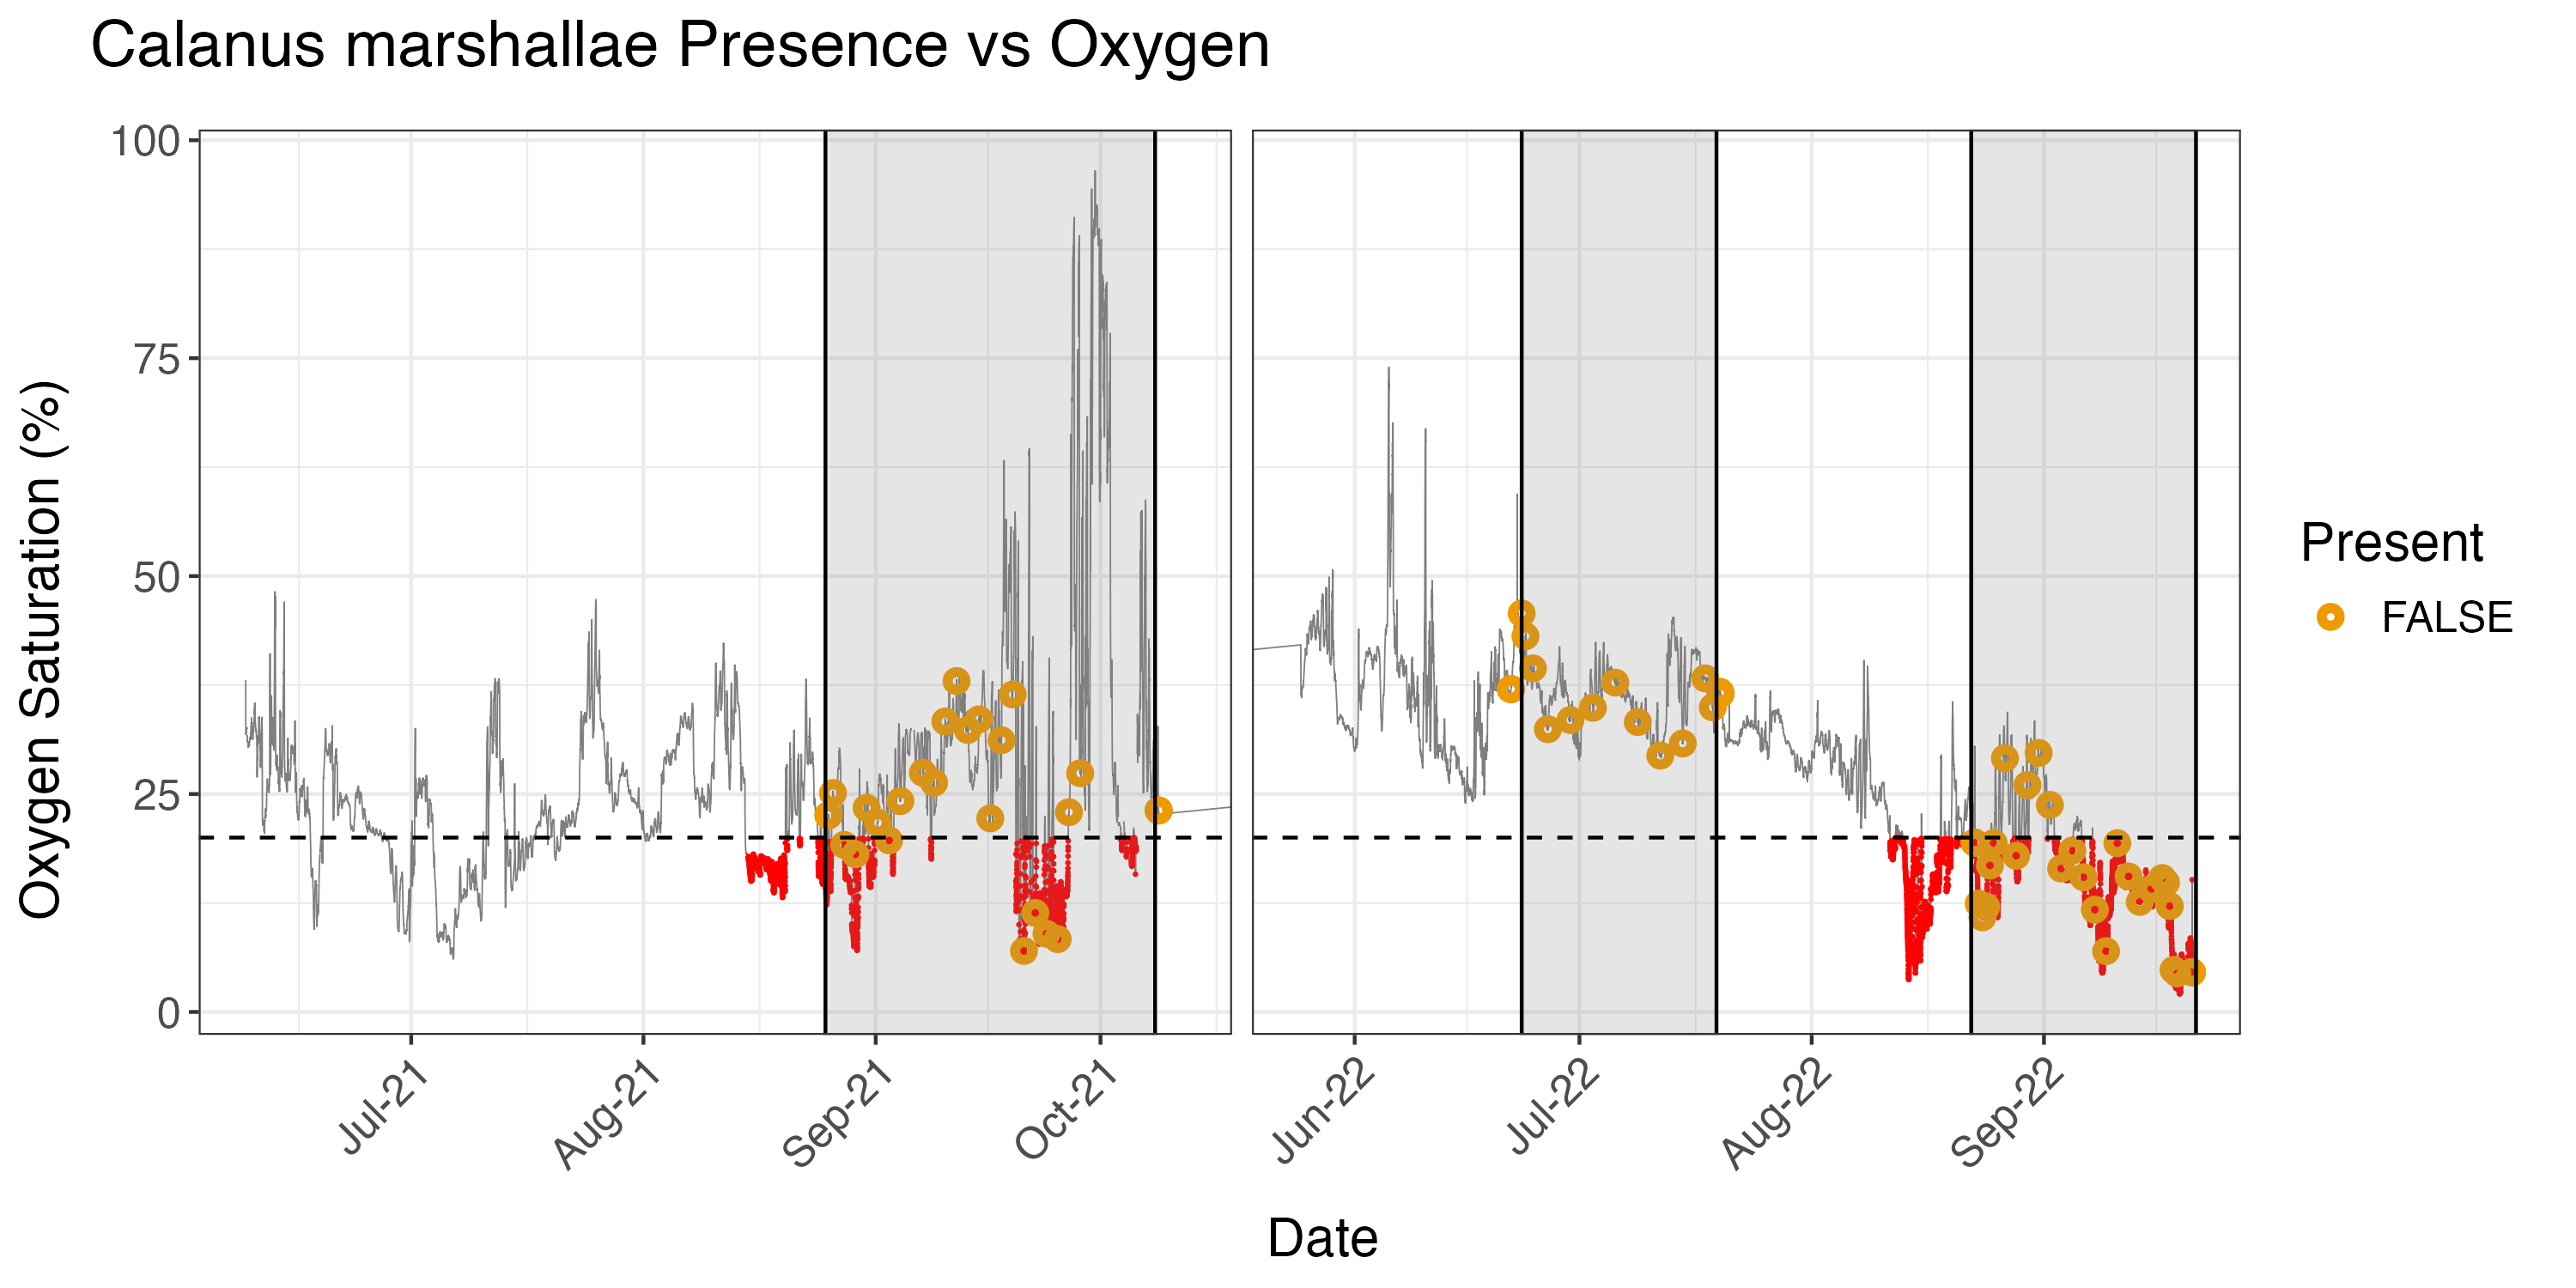 Calanus marshallae Presence vs Oxygen
Oxygen Saturation (%)
100
75
50
25
0
Jul-21
Aug-21
Sep-21
Oct-21
Jun-22
Jul-22
Aug-22
Sep-22
Date
Present
FALSE